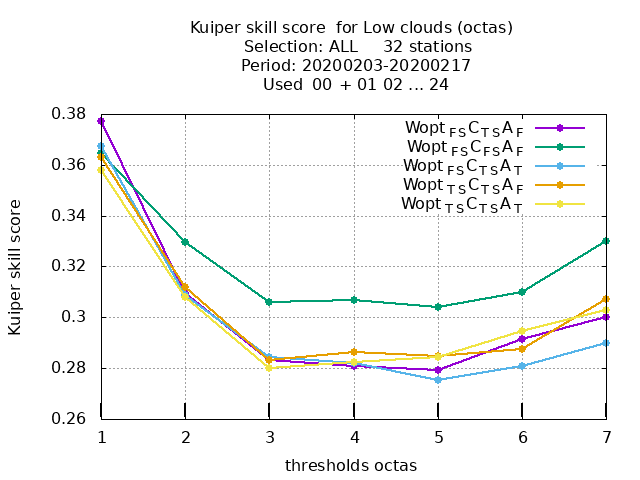 Kuiper skill score  for Low clouds (octas)
Selection: ALL     32 stations
Period: 20200203-20200217
Used  00 + 01 02 ... 24
Kuiper skill score
0.38
0.36
0.34
0.32
0.3
0.28
0.26
Wopt FS C TS A F
Wopt FS C FS A F
Wopt FS C TS A T
Wopt TS C TS A F
Wopt TS C TS A T
1 2 3 4 5 6 7
thresholds octas